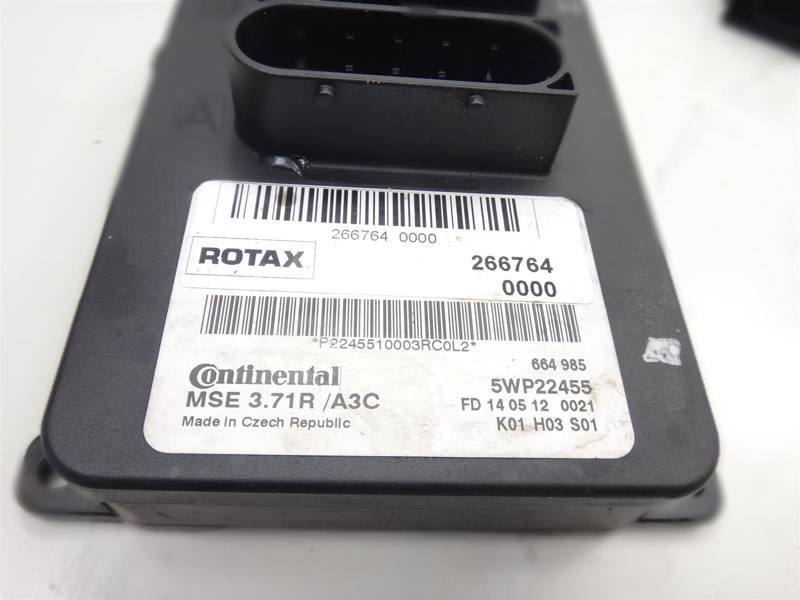 A
266764 0000
ROTAX
266764
0000
*P2245510003RC0L2*
664 985
Continental
5WP22455
MSE 3.71R /A3C
FD 14 05 12 0021
Made in Czech Republic
K01 H03 S01